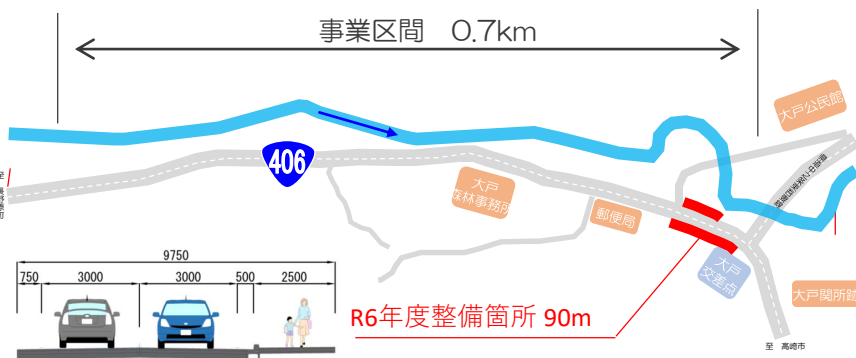 事業区間 0.7km
大戸公民館
406
至
大戸
森林事務所
郵便局
大戸
交差点
大戸関所跡
9750
750
3000
3000
500
2500
R6年度整備箇所 90m
至 高崎市